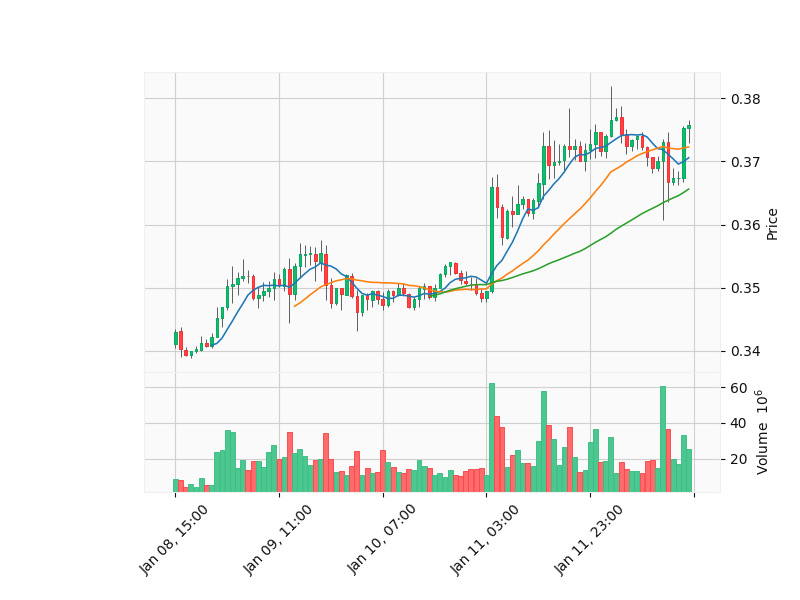 0.38
0.37
0.36
0.35
0.34
Price
60
40
20
Volume 10^6
Jan 08, 15:00
Jan 09, 11:00
Jan 10, 07:00
Jan 11, 03:00
Jan 11, 23:00